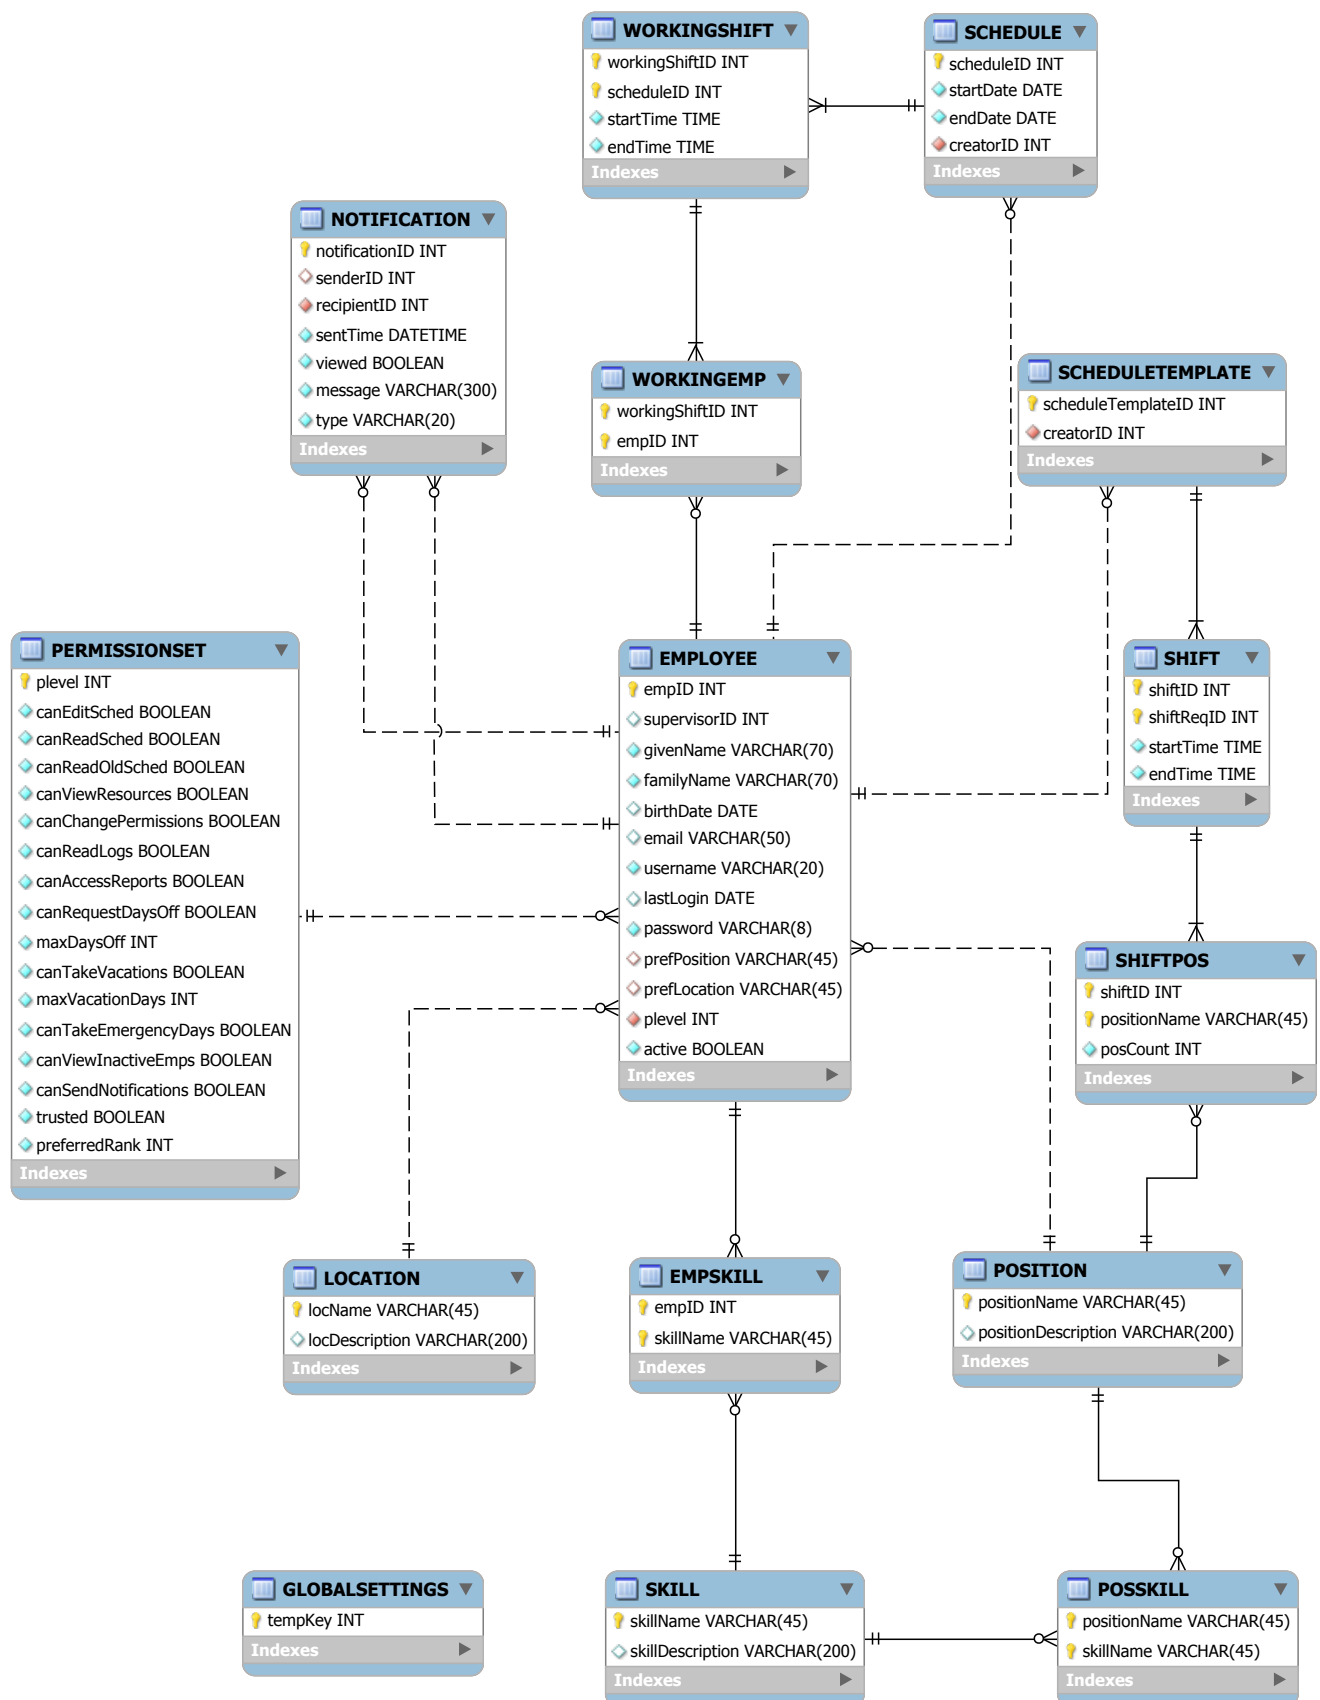 WORKINGSHIFT
workingShiftID INT
scheduleID INT
startTime TIME
endTime TIME
Indexes
SCHEDULE
scheduleID INT
startDate DATE
endDate DATE
creatorID INT
Indexes
NOTIFICATION
notificationID INT
senderID INT
recipientID INT
sentTime DATETIME
viewed BOOLEAN
message VARCHAR(300)
type VARCHAR(20)
Indexes
WORKINGEMP
workingShiftID INT
empID INT
Indexes
SCHEDULETEMPLATE
scheduleTemplateID INT
creatorID INT
Indexes
PERMISSIONSET
plevel INT
canEditSched BOOLEAN
canReadSched BOOLEAN
canReadOldSched BOOLEAN
canViewResources BOOLEAN
canChangePermissions BOOLEAN
canReadLogs BOOLEAN
canAccessReports BOOLEAN
canRequestDaysOff BOOLEAN
maxDaysOff INT
canTakeVacations BOOLEAN
maxVacationDays INT
canTakeEmergencyDays BOOLEAN
canViewInactiveEmps BOOLEAN
canSendNotifications BOOLEAN
trusted BOOLEAN
preferredRank INT
Indexes
EMPLOYEE
empID INT
supervisorID INT
givenName VARCHAR(70)
familyName VARCHAR(70)
birthDate DATE
email VARCHAR(50)
username VARCHAR(20)
lastLogin DATE
password VARCHAR(8)
prefPosition VARCHAR(45)
prefLocation VARCHAR(45)
plevel INT
active BOOLEAN
Indexes
SHIFT
shiftID INT
shiftReqID INT
startTime TIME
endTime TIME
Indexes
SHIFTPOS
shiftID INT
positionName VARCHAR(45)
posCount INT
Indexes
LOCATION
locName VARCHAR(45)
locDescription VARCHAR(200)
Indexes
EMPSKILL
empID INT
skillName VARCHAR(45)
Indexes
POSITION
positionName VARCHAR(45)
positionDescription VARCHAR(200)
Indexes
GLOBALSETTINGS
tempKey INT
Indexes
SKILL
skillName VARCHAR(45)
skillDescription VARCHAR(200)
Indexes
POSSKILL
positionName VARCHAR(45)
skillName VARCHAR(45)
Indexes